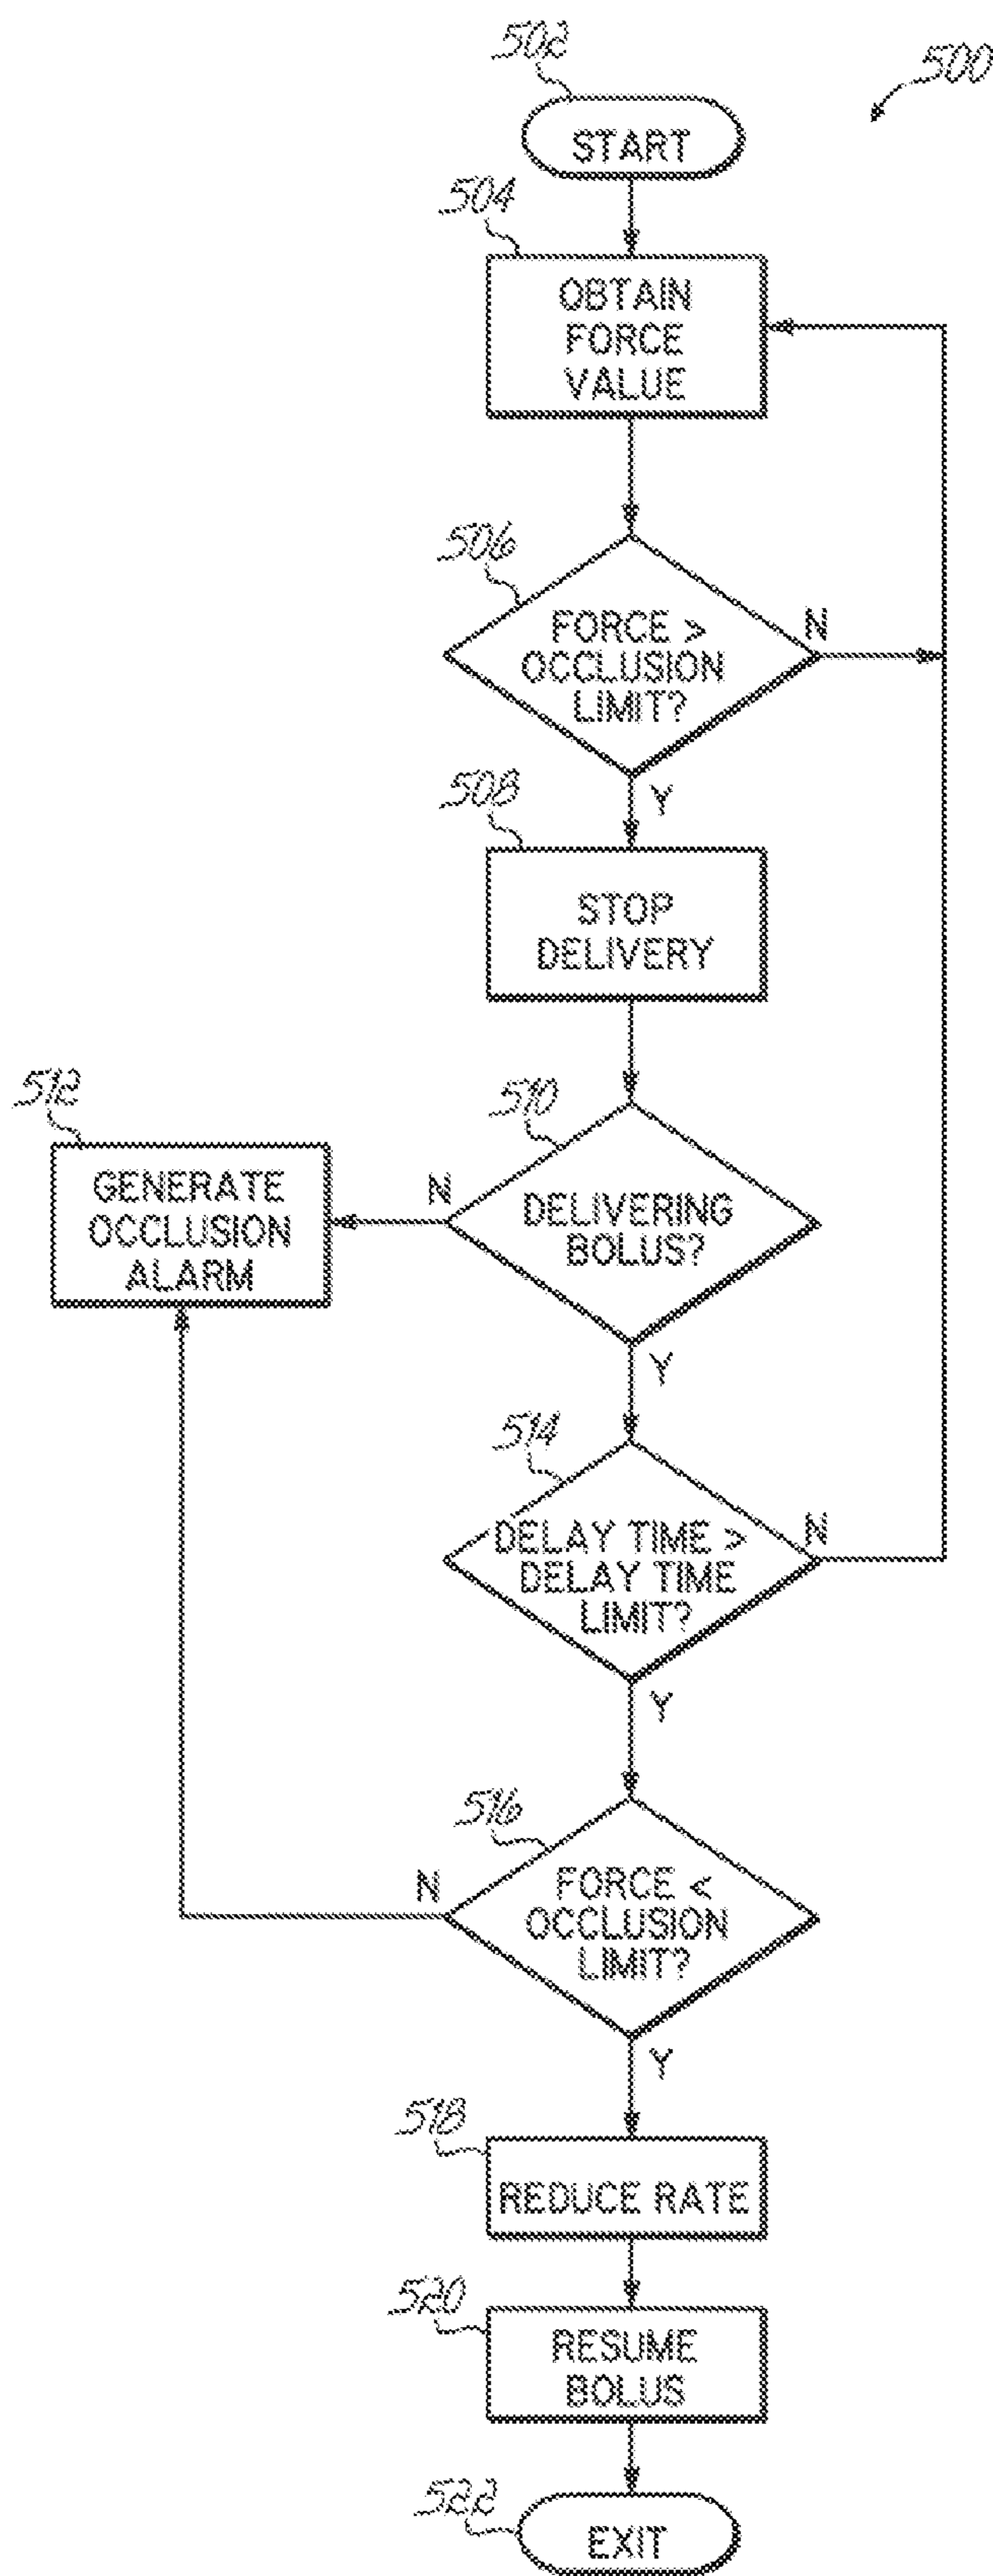 502
500
START
504
OBTAIN
FORCE
VALUE
506
FORCE >
OCCLUSION
LIMIT?
N
Y
508
STOP
DELIVERY
510
512
GENERATE
OCCLUSION
ALARM
N
DELIVERING
BOLUS?
Y
514
DELAY TIME >
DELAY TIME
LIMIT?
N
Y
516
N
FORCE <
OCCLUSION
LIMIT?
Y
518
REDUCE RATE
520
RESUME
BOLUS
522
EXIT